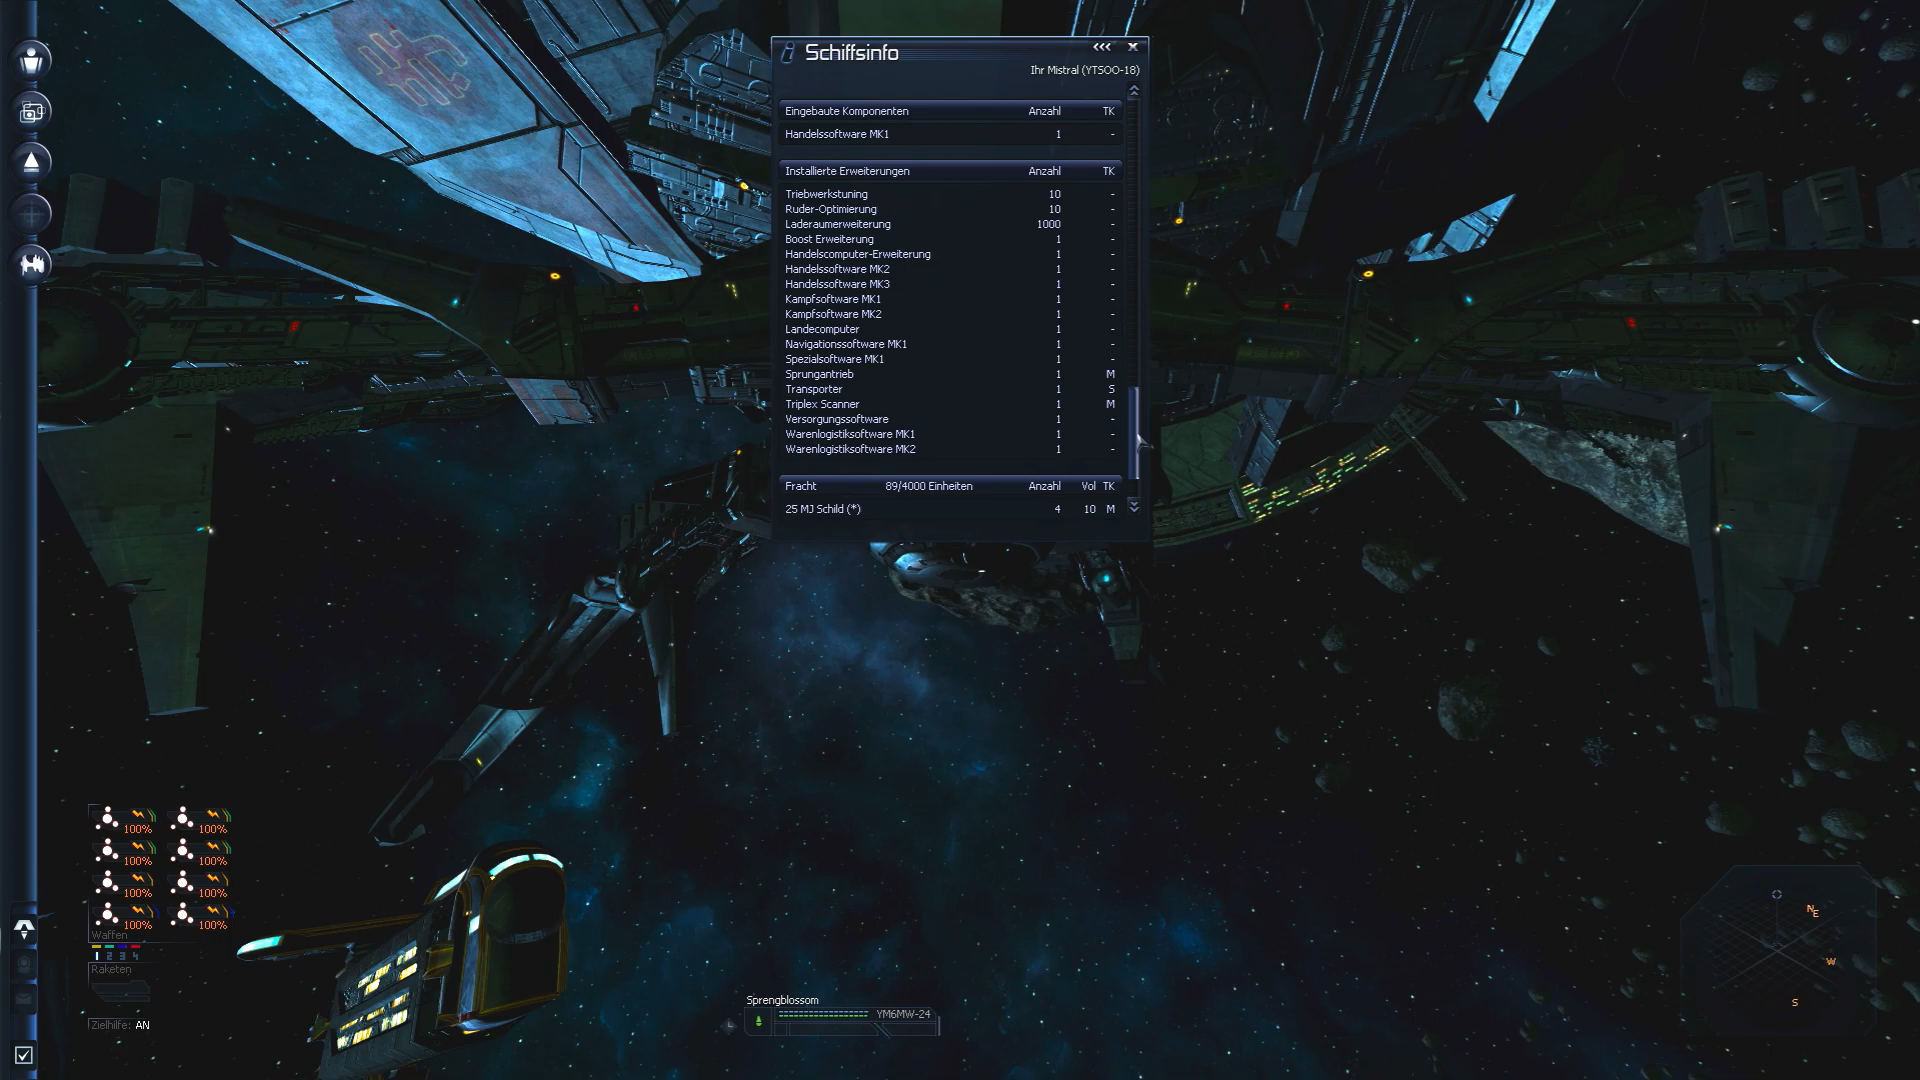 Schiffsinfo
Ihr Mistral (YTSOO-18)
Eingebaute Komponenten Anzahl TK
Handelssoftware MK1 1 -
Installierte Erweiterungen Anzahl TK
Triebwerkstuning 10 -
Ruder-Optimierung 10 -
Laderaumerweiterung 1000 -
Boost Erweiterung 1 -
Handelscomputer-Erweiterung 1 -
Handelssoftware MK2 1 -
Handelssoftware MK3 1 -
Kampfsoftware MK1 1 -
Kampfsoftware MK2 1 -
Landecomputer 1 -
Navigationssoftware MK1 1 -
Spezialsoftware MK1 1 -
Sprungantrieb 1 M
Transporter 1 S
Triplex Scanner 1 M
Versorgungssoftware 1 -
Warenlogistiksoftware MK1 1 -
Warenlogistiksoftware MK2 1 -
Fracht 89/4000 Einheiten Anzahl Vol TK
25 MJ Schild (*) 4 10 M
100% 100%
100% 100%
100% 100%
100% 100%
Waffen
1 2 3 4
Raketen
Zielhilfe: AN
Sprengblossom
YM6MW-24
N E
W
S